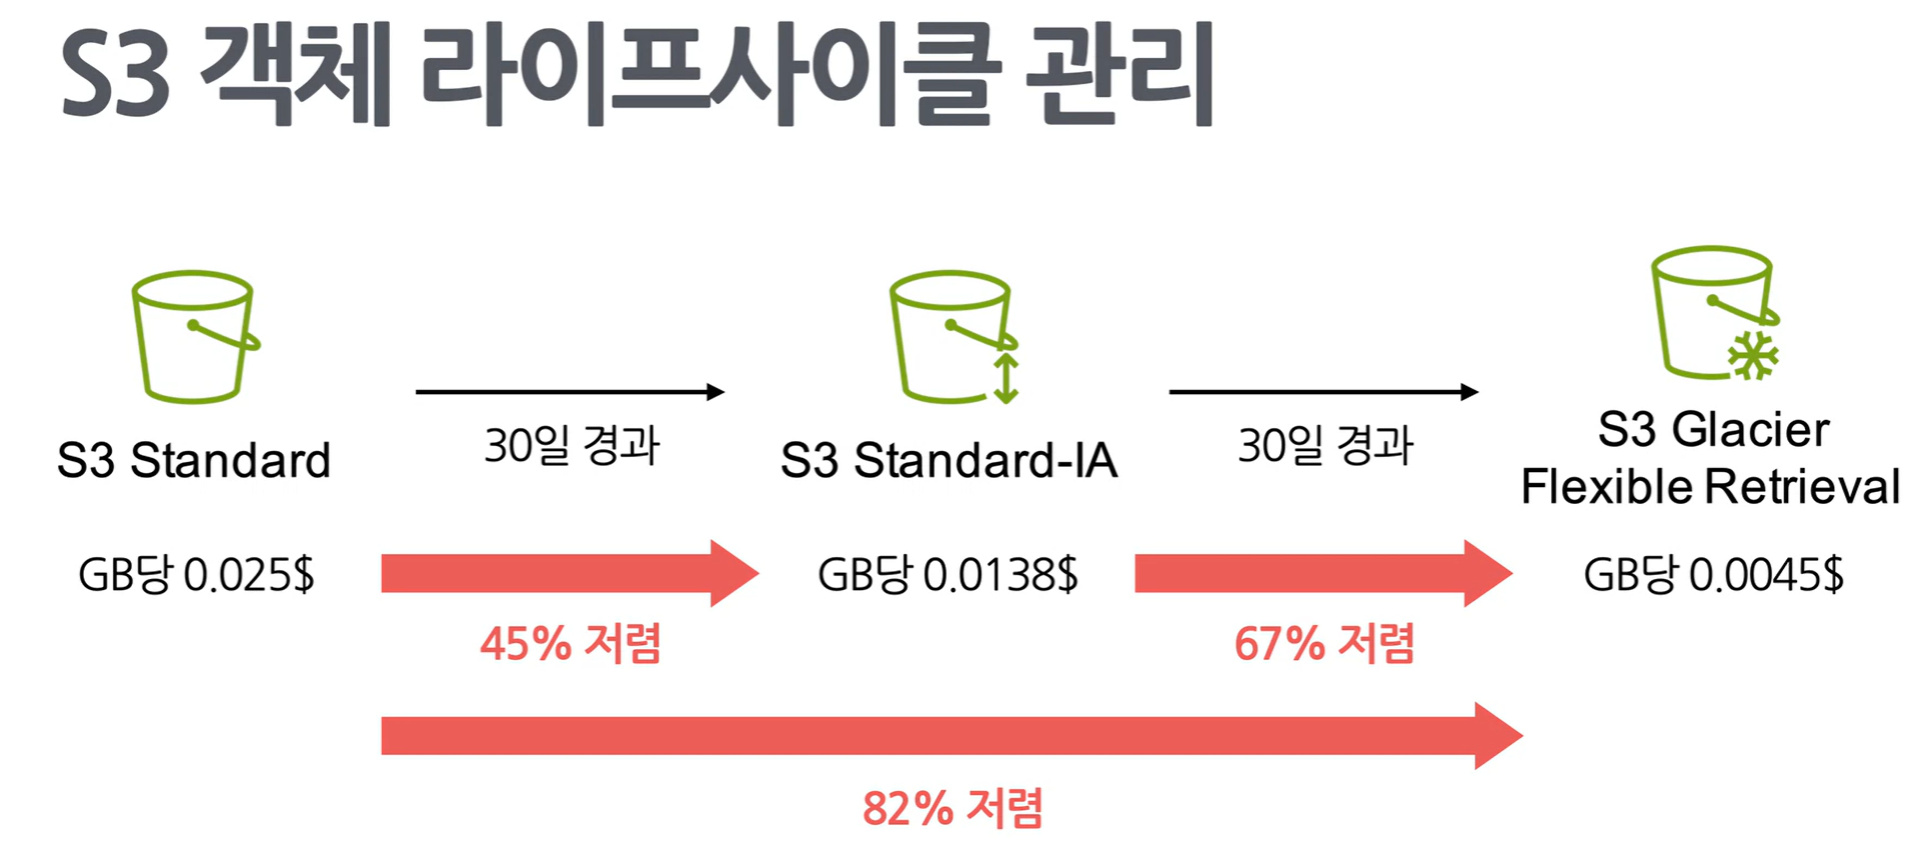 S3 객체 라이프사이클 관리
S3 Standard
30일 경과
S3 Standard-IA
30일 경과
S3 Glacier
Flexible Retrieval
GB당 0.025$
GB당 0.0138$
GB당 0.0045$
45% 저렴
67% 저렴
82% 저렴